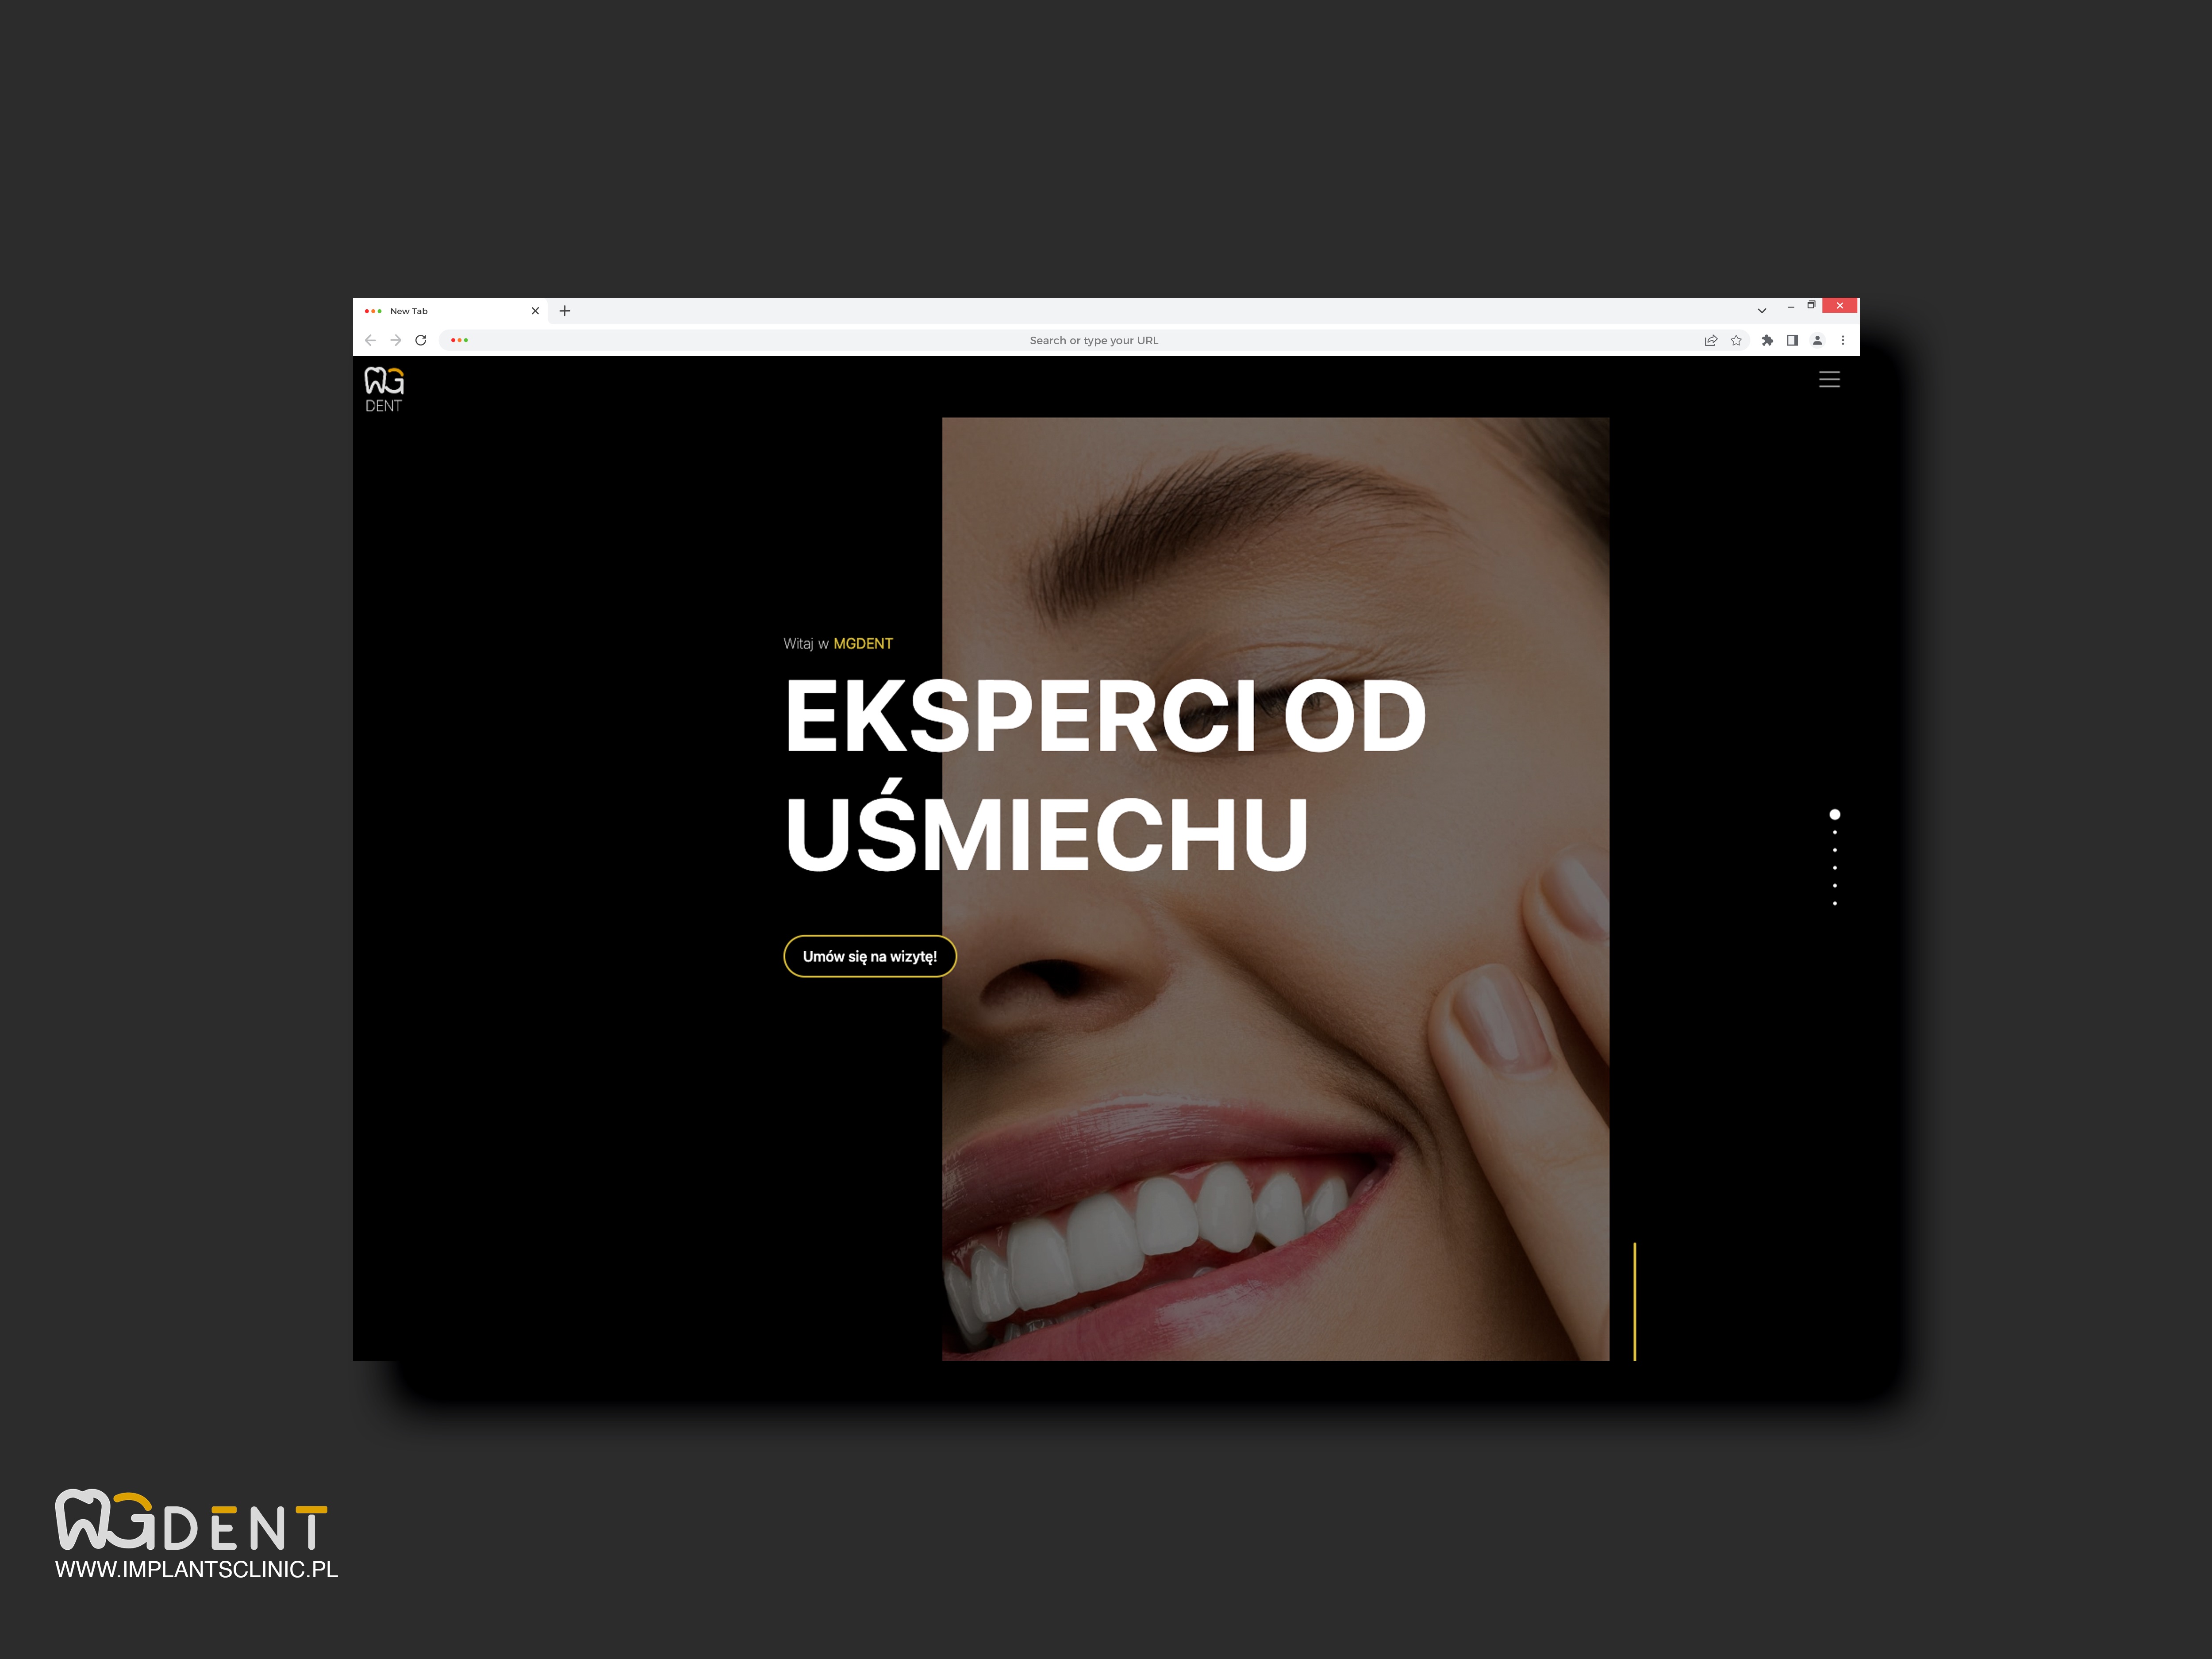 New Tab
Search or type your URL
MG
DENT
Witaj w MGDENT
EKSPERCI OD
UŚMIECHU
Umów się na wizytę!
MGDENT
WWW.IMPLANTSCLINIC.PL